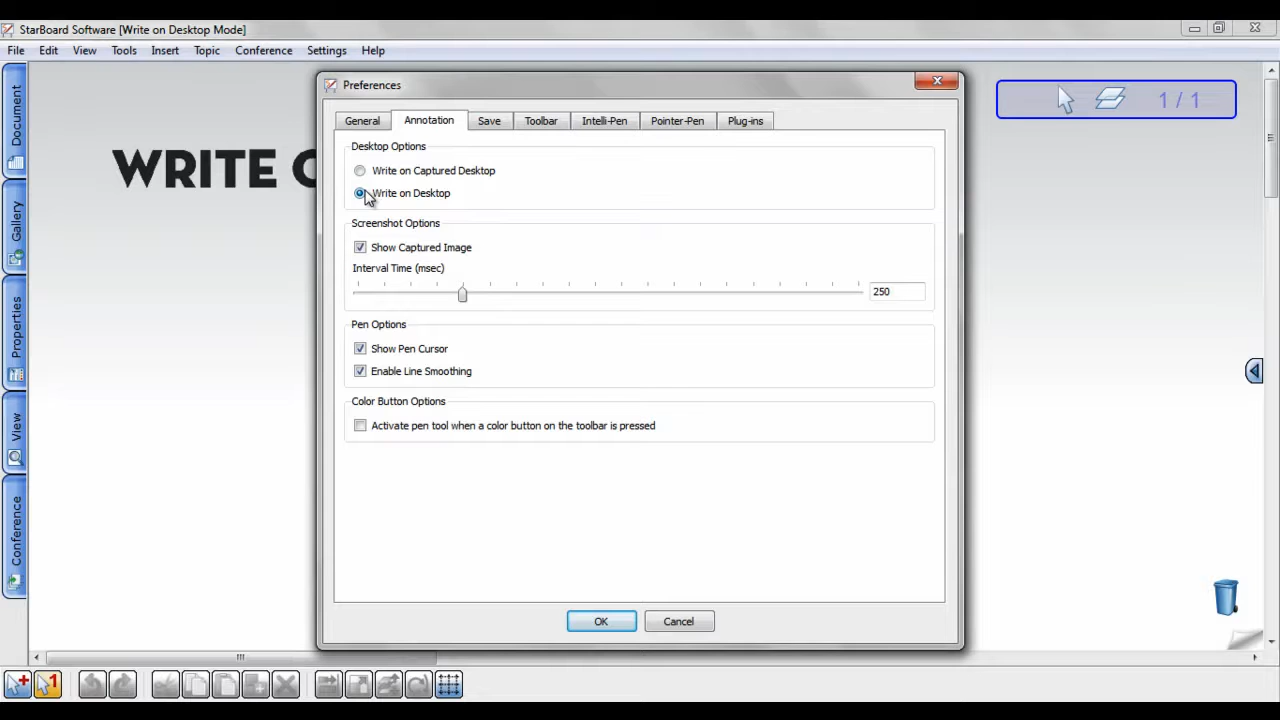 StarBoard Software [Write on Desktop Mode]
File Edit View Tools Insert Topic Conference Settings Help
Document
Gallery
Properties
View
Conference
WRITE
1 / 1
Preferences
General Annotation Save Toolbar Intelli-Pen Pointer-Pen Plug-ins
Desktop Options
Write on Captured Desktop
Write on Desktop
Screenshot Options
Show Captured Image
Interval Time (msec)
250
Pen Options
Show Pen Cursor
Enable Line Smoothing
Color Button Options
Activate pen tool when a color button on the toolbar is pressed
OK Cancel
1